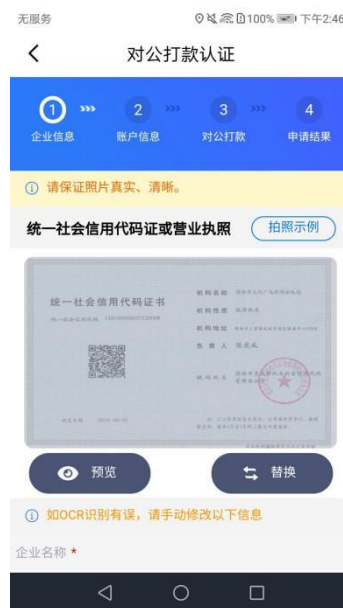 无服务
100%
下午2:46
对公打款认证
1
2
3
4
企业信息
账户信息
对公打款
申请结果
请保证照片真实、清晰。
统一社会信用代码证或营业执照
拍照示例
统一社会信用代码证书
机构名称
机构性质
机构地址
负责人
预览
替换
如OCR识别有误，请手动修改以下信息
企业名称 *